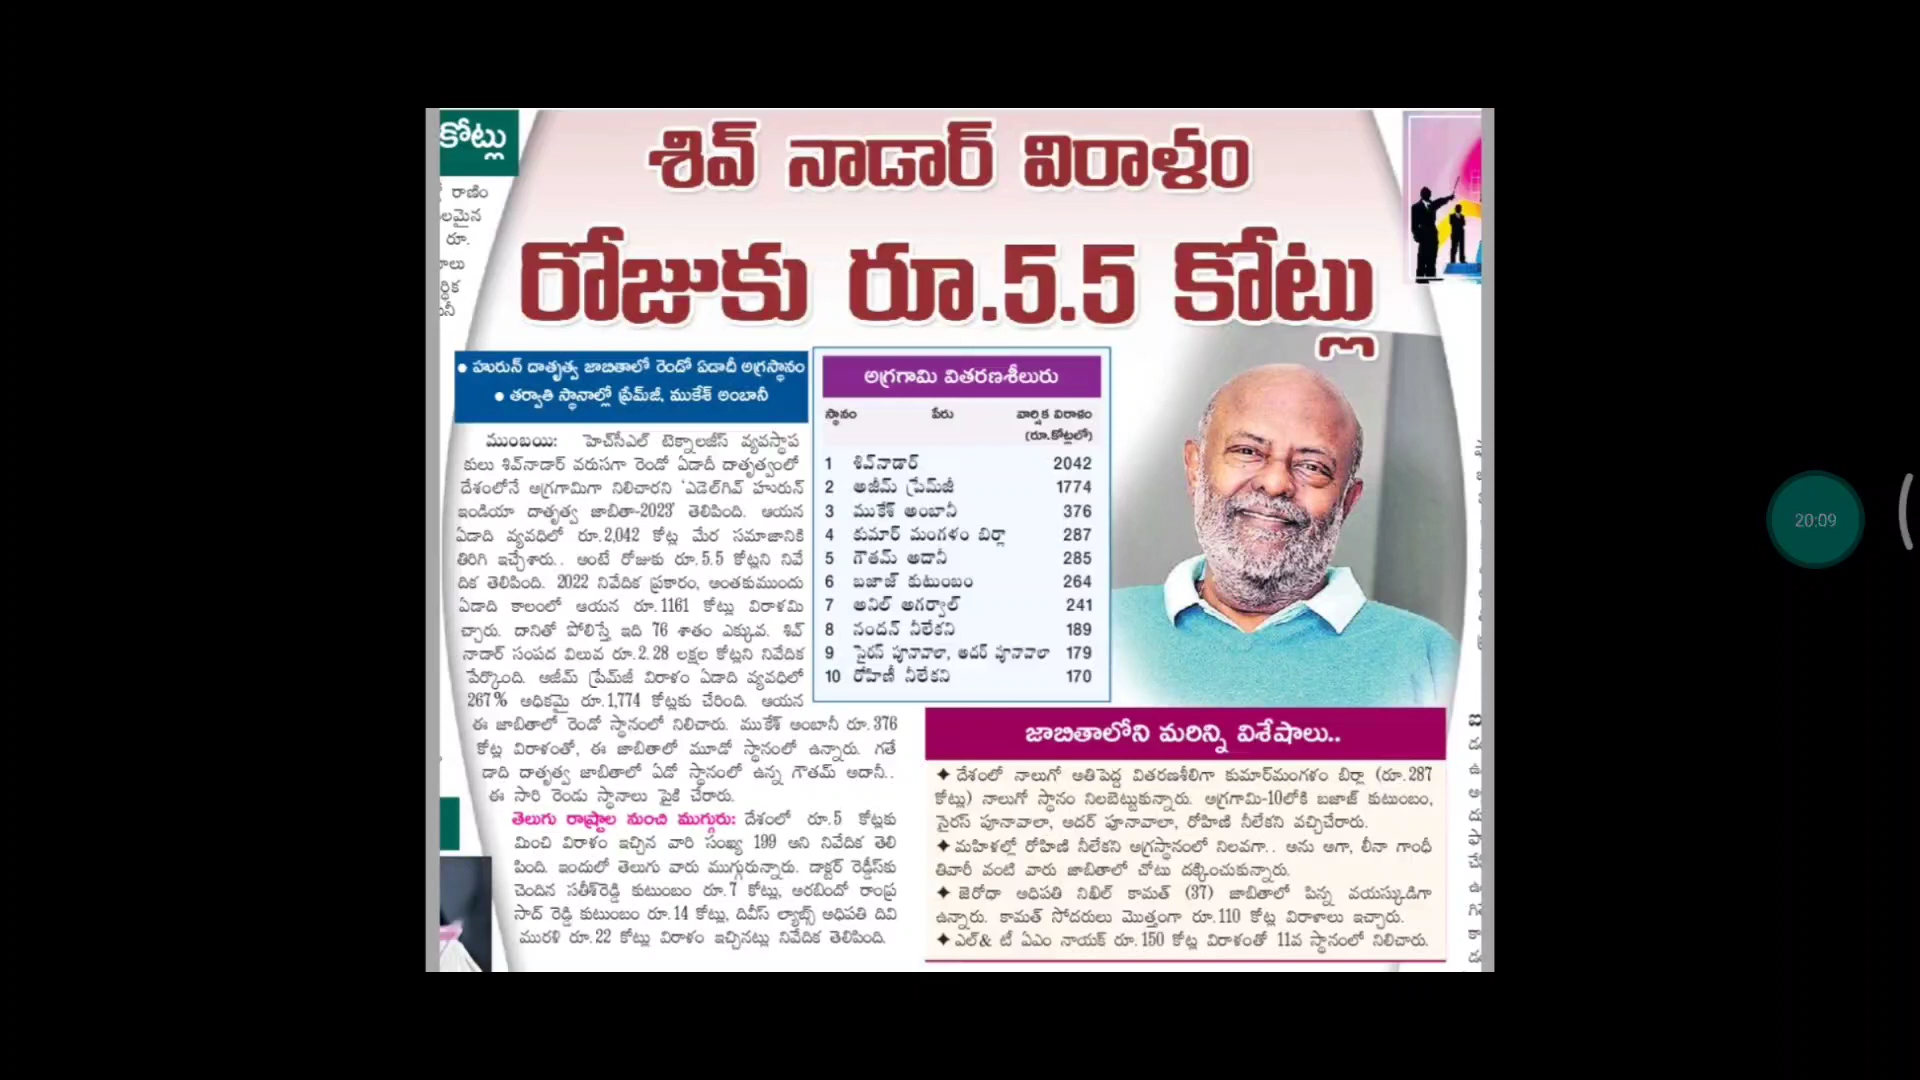 కోట్లు
రాణిం
లమైన
రూ.
శివ్ నాడార్ విరాళం
రోజుకు రూ.5.5 కోట్లు
• హురున్ దాతృత్వ జాబితాలో రెండో ఏడాదీ అగ్రస్థానం
• తర్వాతి స్థానాల్లో ప్రేమ్‌జీ, ముకేశ్ అంబానీ
ముంబయి: హెచ్‌సీఎల్ టెక్నాలజీస్ వ్యవస్థాప
కులు శివ్‌నాడార్ వరుసగా రెండో ఏడాదీ దాతృత్వంలో
దేశంలోనే అగ్రగామిగా నిలిచారని ‘ఎడెల్‌గివ్ హురున్
ఇండియా దాతృత్వ జాబితా-2023’ తెలిపింది. ఆయన
ఏడాది వ్యవధిలో రూ.2,042 కోట్ల మేర సమాజానికి
తిరిగి ఇచ్చేశారు.. అంటే రోజుకు రూ.5.5 కోట్లని నివే
దిక తెలిపింది. 2022 నివేదిక ప్రకారం, అంతకుముందు
ఏడాది కాలంలో ఆయన రూ.1161 కోట్లు విరాళమి
చ్చారు. దానితో పోలిస్తే ఇది 76 శాతం ఎక్కువ. శివ్
నాడార్ సంపద విలువ రూ.2.28 లక్షల కోట్లని నివేదిక
పేర్కొంది. అజీమ్ ప్రేమ్‌జీ విరాళం ఏడాది వ్యవధిలో
267% అధికమై రూ.1,774 కోట్లకు చేరింది. ఆయన
ఈ జాబితాలో రెండో స్థానంలో నిలిచారు. ముకేశ్ అంబానీ రూ.376
కోట్ల విరాళంతో, ఈ జాబితాలో మూడో స్థానంలో ఉన్నారు. గతే
డాది దాతృత్వ జాబితాలో ఏడో స్థానంలో ఉన్న గౌతమ్ అదానీ..
ఈ సారి రెండు స్థానాలు పైకి చేరారు.
తెలుగు రాష్ట్రాల నుంచి ముగ్గురు: దేశంలో రూ.5 కోట్లకు
మించి విరాళం ఇచ్చిన వారి సంఖ్య 199 అని నివేదిక తెలి
పింది. ఇందులో తెలుగు వారు ముగ్గురున్నారు. డాక్టర్ రెడ్డీస్‌కు
చెందిన సతీశ్‌రెడ్డి కుటుంబం రూ.7 కోట్లు, అరబిందో రాంప్ర
సాద్ రెడ్డి కుటుంబం రూ.14 కోట్లు, దివీస్ ల్యాబ్స్ అధిపతి దివి
మురళి రూ.22 కోట్లు విరాళం ఇచ్చినట్లు నివేదిక తెలిపింది.
అగ్రగామి వితరణశీలురు
స్థానం పేరు వార్షిక విరాళం
(రూ.కోట్లలో)
1 శివ్‌నాడార్ 2042
2 అజీమ్ ప్రేమ్‌జీ 1774
3 ముకేశ్ అంబానీ 376
4 కుమార్ మంగళం బిర్లా 287
5 గౌతమ్ అదానీ 285
6 బజాజ్ కుటుంబం 264
7 అనిల్ అగర్వాల్ 241
8 నందన్ నీలేకని 189
9 సైరస్ పూనావాలా, అదర్ పూనావాలా 179
10 రోహిణీ నీలేకని 170
జాబితాలోని మరిన్ని విశేషాలు..
✦ దేశంలో నాలుగో అతిపెద్ద వితరణశీలిగా కుమార్‌మంగళం బిర్లా (రూ.287
కోట్లు) నాలుగో స్థానం నిలబెట్టుకున్నారు. అగ్రగామి-10లోకి బజాజ్ కుటుంబం,
సైరస్ పూనావాలా, అదర్ పూనావాలా, రోహిణి నీలేకని వచ్చిచేరారు.
✦ మహిళల్లో రోహిణి నీలేకని అగ్రస్థానంలో నిలవగా.. అను అగా, లీనా గాంధీ
తివారీ వంటి వారు జాబితాలో చోటు దక్కించుకున్నారు.
✦ జెరోధా అధిపతి నిఖిల్ కామత్ (37) జాబితాలో పిన్న వయస్కుడిగా
ఉన్నారు. కామత్ సోదరులు మొత్తంగా రూ.110 కోట్ల విరాళాలు ఇచ్చారు.
✦ ఎల్& టీ ఏఎం నాయక్ రూ.150 కోట్ల విరాళంతో 11వ స్థానంలో నిలిచారు.
20:09